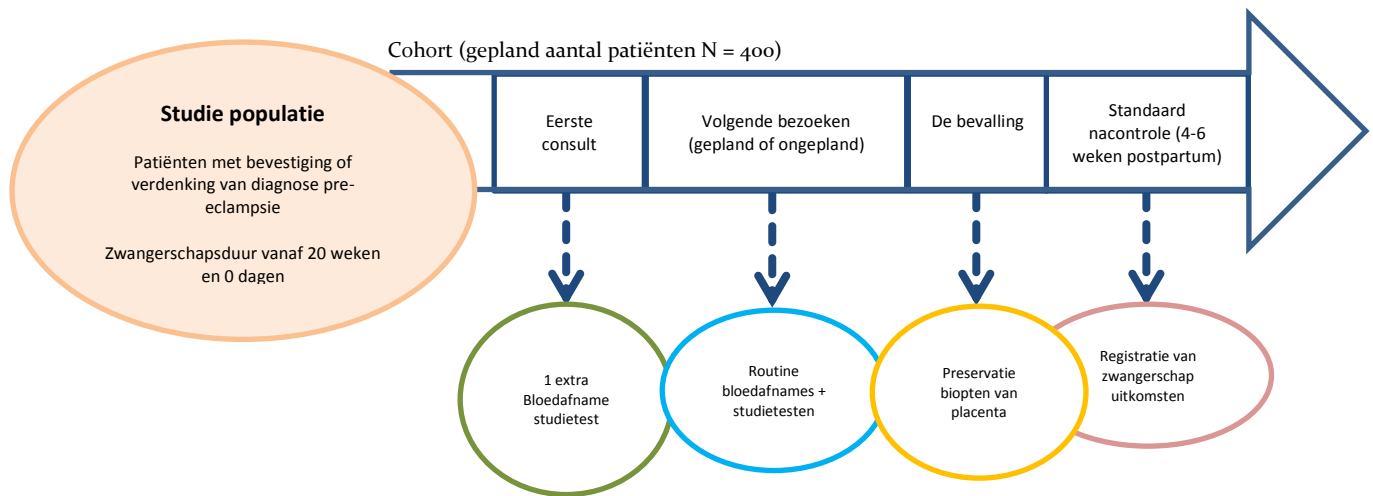 Cohort (gepland aantal patiënten N = 400)
Studie populatie
Patiënten met bevestiging of
verdenking van diagnose pre-
eclampsie
Zwangerschapsduur vanaf 20 weken
en 0 dagen
Eerste
consult
Volgende bezoeken
(gepland of ongepland)
De bevalling
Standaard
nacontrole (4-6
weken postpartum)
1 extra
Bloedafname
studietest
Routine
bloedafnames +
studietesten
Preservatie
biopten van
placenta
Registratie van
zwangerschap
uitkomsten